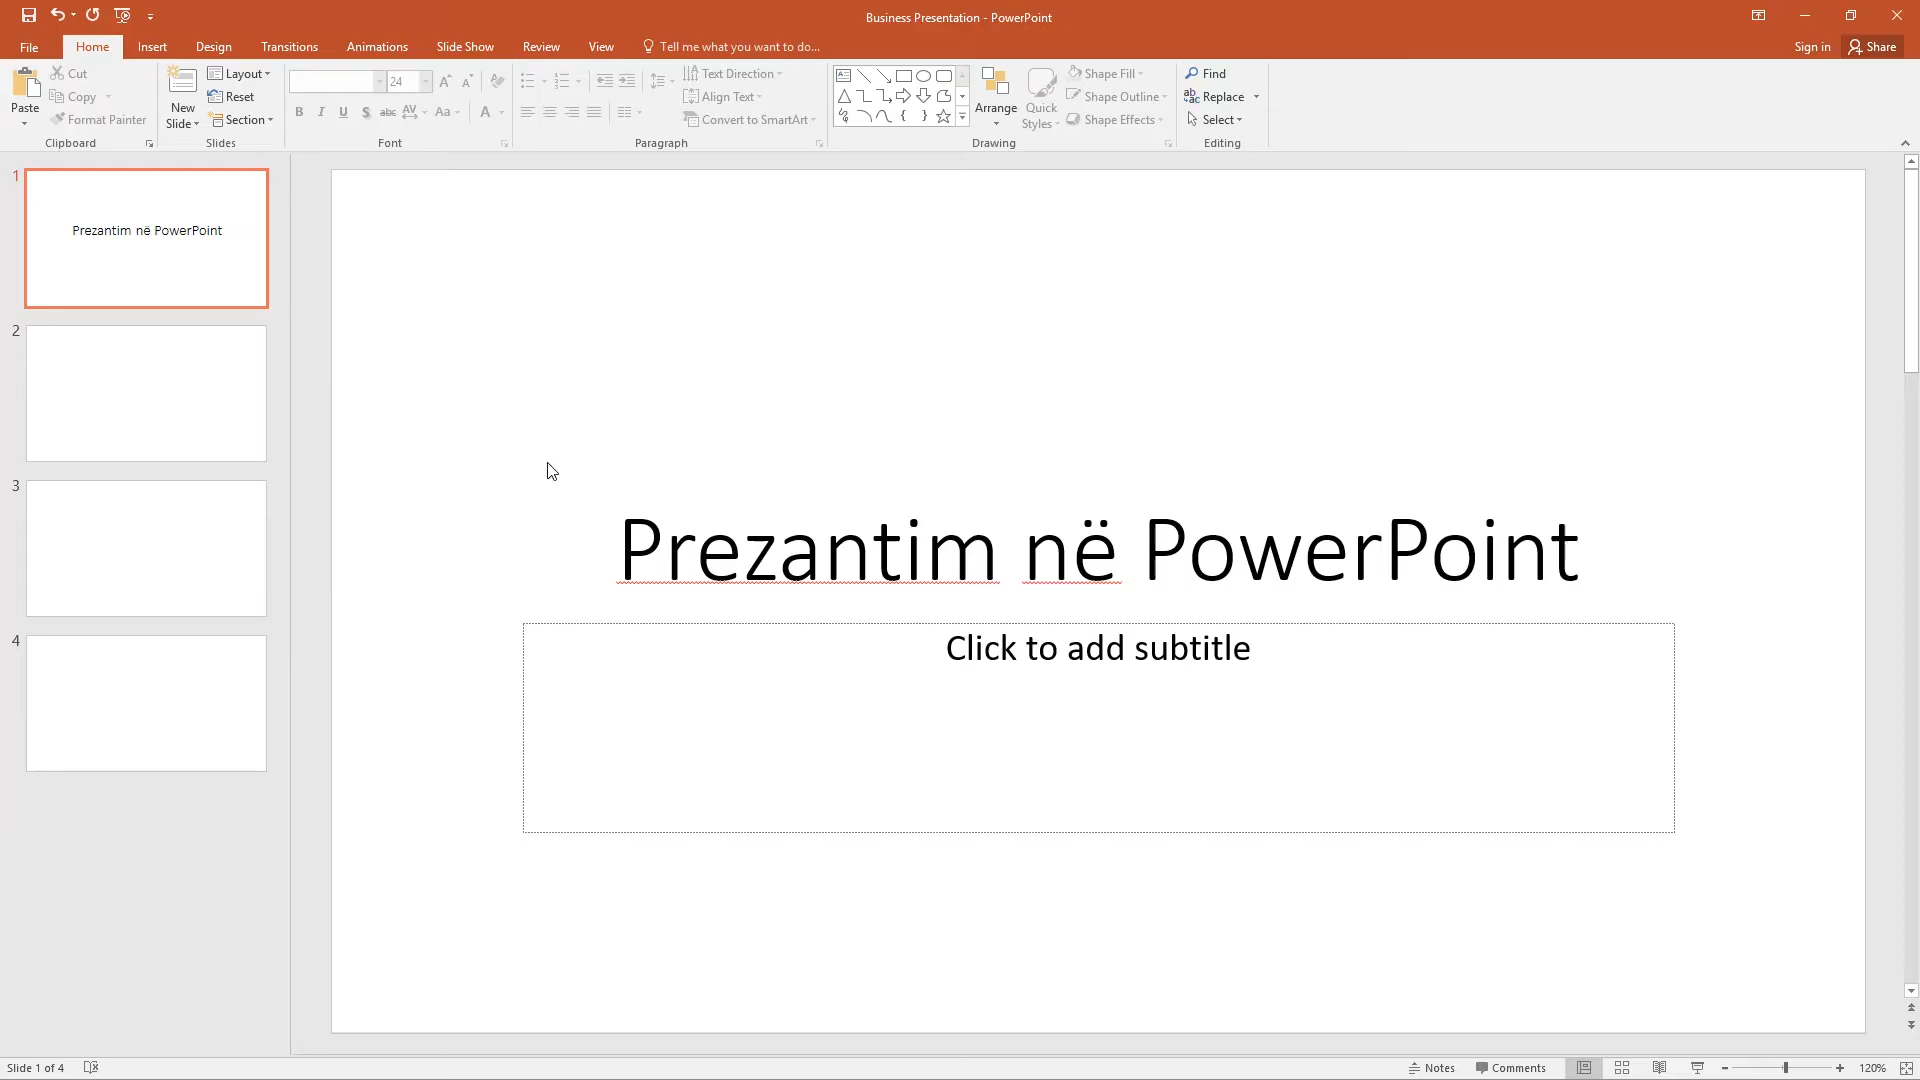 Business Presentation - PowerPoint
File Home Insert Design Transitions Animations Slide Show Review View Tell me what you want to do... Sign in Share
Paste
Cut
Copy
Format Painter
Clipboard
New
Slide
Layout
Reset
Section
Slides
24
B I U S abc AV Aa A
Font
Text Direction
Align Text
Convert to SmartArt
Paragraph
Arrange
Quick
Styles
Shape Fill
Shape Outline
Shape Effects
Drawing
Find
Replace
Select
Editing
1
Prezantim në PowerPoint
2
3
4
Prezantim në PowerPoint
Click to add subtitle
Slide 1 of 4
Notes Comments 120%